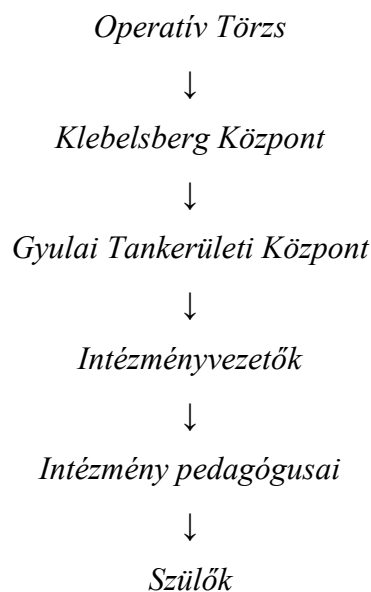 Operatív Törzs
↓
Klebelsberg Központ
↓
Gyulai Tankerületi Központ
↓
Intézményvezetők
↓
Intézmény pedagógusai
↓
Szülők